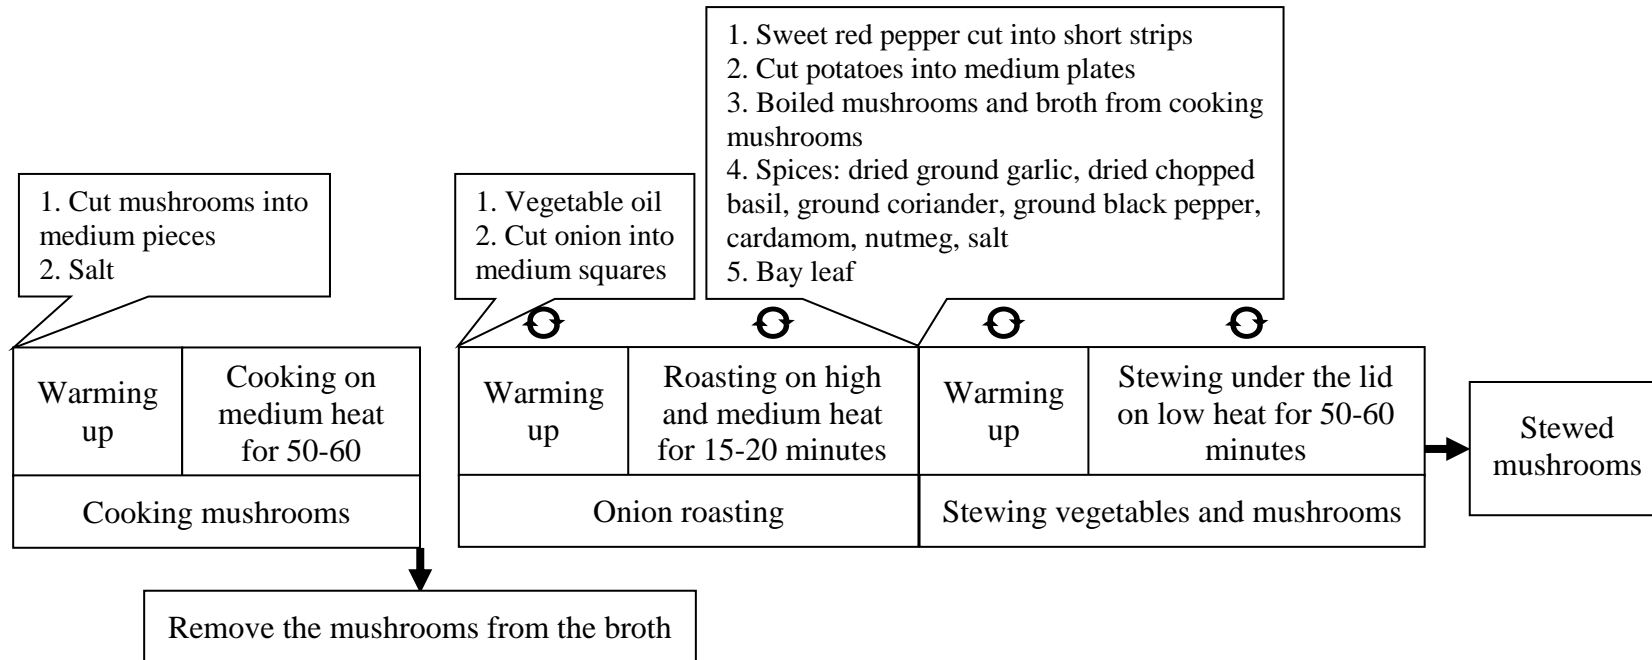 1. Cut mushrooms into
medium pieces
2. Salt
1. Vegetable oil
2. Cut onion into
medium squares
1. Sweet red pepper cut into short strips
2. Cut potatoes into medium plates
3. Boiled mushrooms and broth from cooking
mushrooms
4. Spices: dried ground garlic, dried chopped
basil, ground coriander, ground black pepper,
cardamom, nutmeg, salt
5. Bay leaf
Warming
up
Cooking on
medium heat
for 50-60
Cooking mushrooms
Warming
up
Roasting on high
and medium heat
for 15-20 minutes
Onion roasting
Warming
up
Stewing under the lid
on low heat for 50-60
minutes
Stewing vegetables and mushrooms
Stewed
mushrooms
Remove the mushrooms from the broth